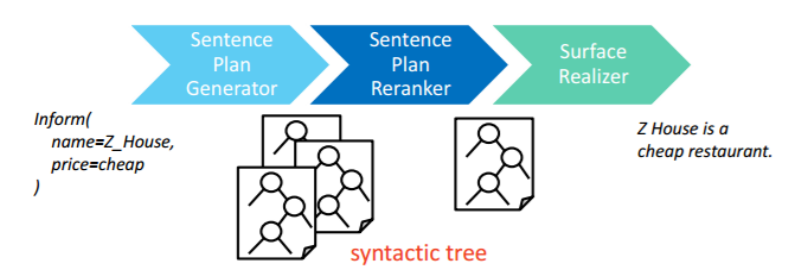 Sentence
Plan
Generator
Sentence
Plan
Reranker
Surface
Realizer
Inform(
name=Z_House,
price=cheap
)
Z House is a
cheap restaurant.
syntactic tree